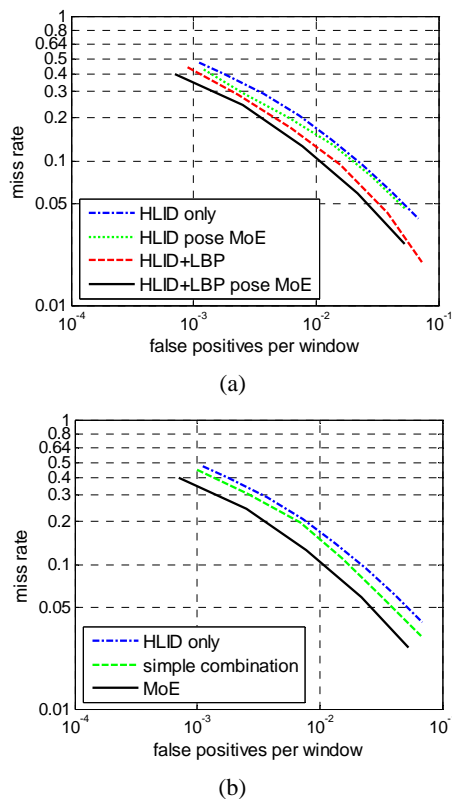 1
0.8
0.64
0.5
0.4
0.3
0.2
0.1
0.05
0.01
miss rate
HLID only
HLID pose MoE
HLID+LBP
HLID+LBP pose MoE
10^-4 10^-3 10^-2 10^-1
false positives per window
(a)
1
0.8
0.64
0.5
0.4
0.3
0.2
0.1
0.05
0.01
miss rate
HLID only
simple combination
MoE
10^-4 10^-3 10^-2 10^-
false positives per window
(b)